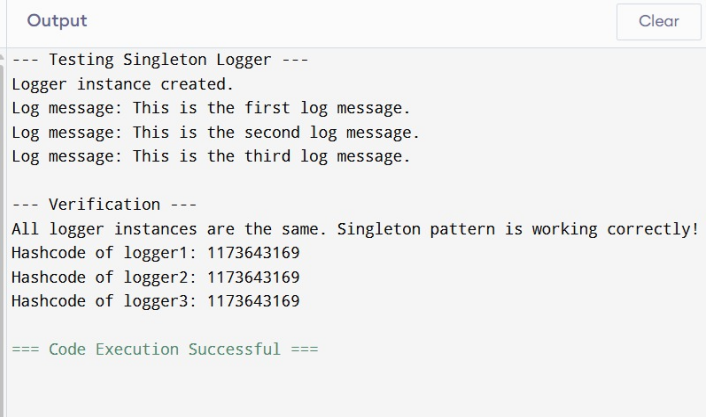 Output
Clear
--- Testing Singleton Logger ---
Logger instance created.
Log message: This is the first log message.
Log message: This is the second log message.
Log message: This is the third log message.
--- Verification ---
All logger instances are the same. Singleton pattern is working correctly!
Hashcode of logger1: 1173643169
Hashcode of logger2: 1173643169
Hashcode of logger3: 1173643169
=== Code Execution Successful ===